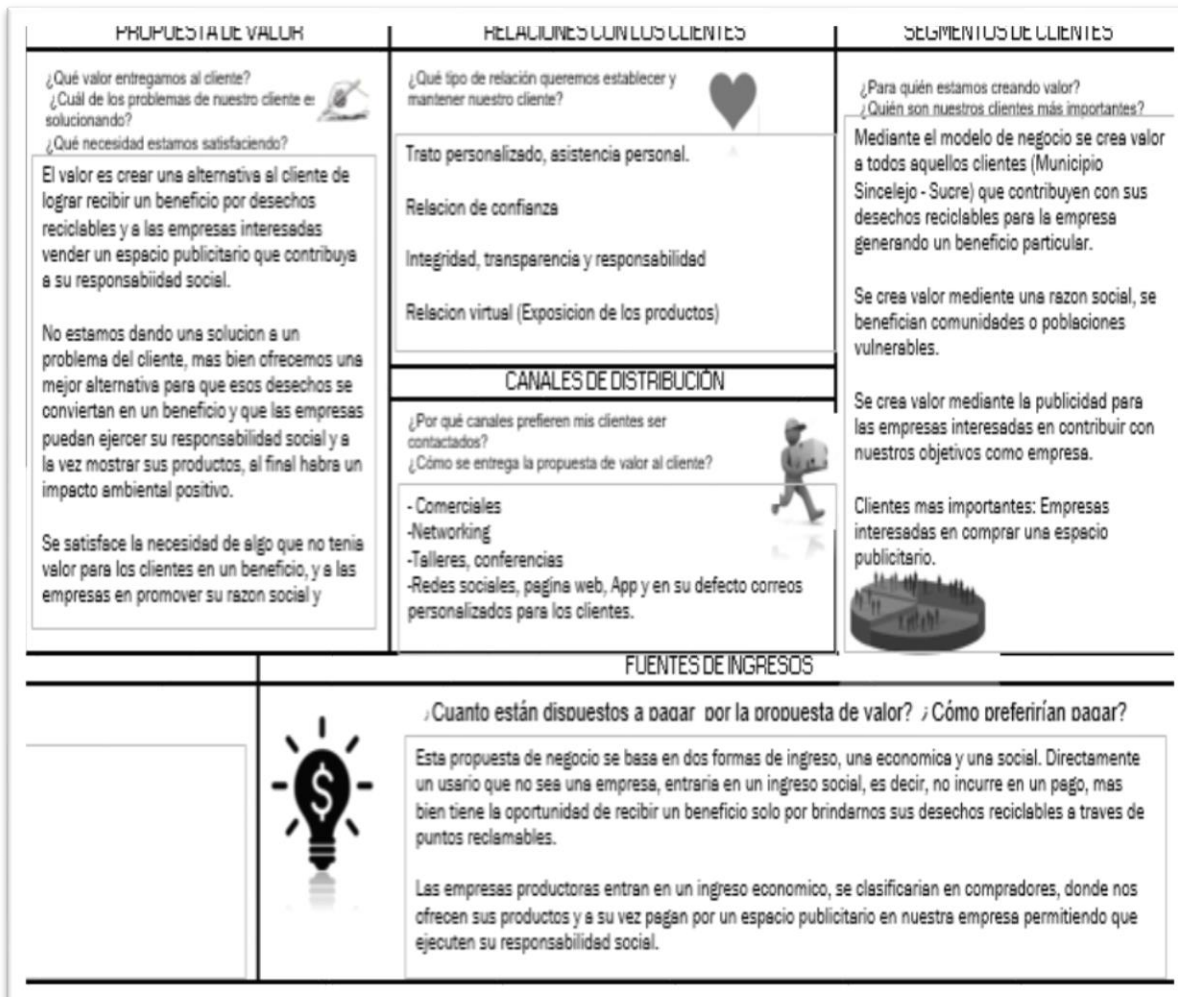 PROPUESTA DE VALOR
¿Qué valor entregamos al cliente?
¿Cuál de los problemas de nuestro cliente es
solucionando?
¿Qué necesidad estamos satisfaciendo?
El valor es crear una alternativa al cliente de
lograr recibir un beneficio por desechos
reciclables y a las empresas interesadas
vender un espacio publicitario que contribuya
a su responsabiidad social.
No estamos dando una solucion a un
problema del cliente, mas bien ofrecemos una
mejor alternativa para que esos desechos se
conviertan en un beneficio y que las empresas
puedan ejercer su responsabilidad social y a
la vez mostrar sus productos, al final habra un
impacto ambiental positivo.
Se satisface la necesidad de algo que no tenia
valor para los clientes en un beneficio, y a las
empresas en promover su razon social y
RELACIONES CON LOS CLIENTES
¿Qué tipo de relación queremos establecer y
mantener nuestro cliente?
Trato personalizado, asistencia personal.
Relacion de confianza
Integridad, transparencia y responsabilidad
Relacion virtual (Exposicion de los productos)
CANALES DE DISTRIBUCIÓN
¿Por qué canales prefieren mis clientes ser
contactados?
¿Cómo se entrega la propuesta de valor al cliente?
- Comerciales
-Networking
-Talleres, conferencias
-Redes sociales, pagina web, App y en su defecto correos
personalizados para los clientes.
SEGMENTOS DE CLIENTES
¿Para quién estamos creando valor?
¿Quién son nuestros clientes más importantes?
Mediante el modelo de negocio se crea valor
a todos aquellos clientes (Municipio
Sincelejo - Sucre) que contribuyen con sus
desechos reciclables para la empresa
generando un beneficio particular.
Se crea valor mediente una razon social, se
benefician comunidades o poblaciones
vulnerables.
Se crea valor mediante la publicidad para
las empresas interesadas en contribuir con
nuestros objetivos como empresa.
Clientes mas importantes: Empresas
interesadas en comprar una espacio
publicitario.
FUENTES DE INGRESOS
¿Cuanto están dispuestos a pagar por la propuesta de valor? ¿Cómo preferirían pagar?
$
Esta propuesta de negocio se basa en dos formas de ingreso, una economica y una social. Directamente
un usario que no sea una empresa, entraria en un ingreso social, es decir, no incurre en un pago, mas
bien tiene la oportunidad de recibir un beneficio solo por brindarnos sus desechos reciclables a traves de
puntos reclamables.
Las empresas productoras entran en un ingreso economico, se clasificarian en compradores, donde nos
ofrecen sus productos y a su vez pagan por un espacio publicitario en nuestra empresa permitiendo que
ejecuten su responsabilidad social.